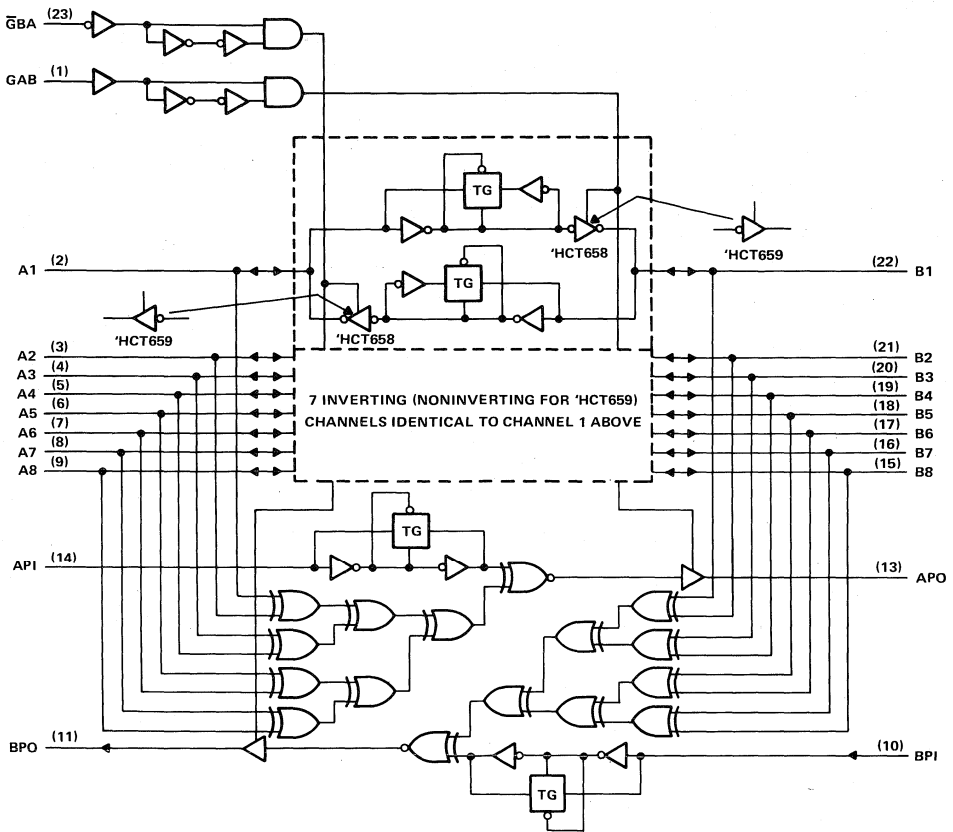 G̅BA (23)
GAB (1)
TG
'HCT658
'HCT659
A1 (2)
(22) B1
TG
'HCT659
'HCT658
A2 (3)
(21) B2
A3 (4)
(20) B3
A4 (5)
(19) B4
A5 (6)
(18) B5
A6 (7)
(17) B6
A7 (8)
(16) B7
A8 (9)
(15) B8
7 INVERTING (NONINVERTING FOR 'HCT659)
CHANNELS IDENTICAL TO CHANNEL 1 ABOVE
TG
API (14)
(13) APO
BPO (11)
(10) BPI
TG